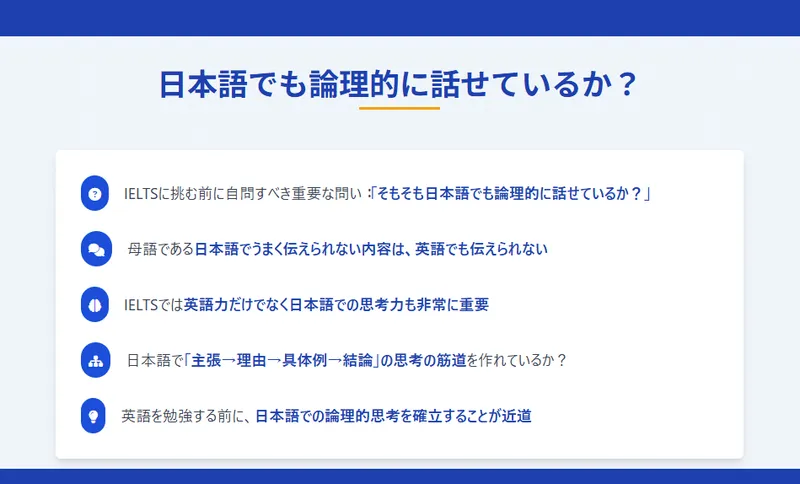 日本語でも論理的に話せているか？
IELTSに挑む前に自問すべき重要な問い：「そもそも日本語でも論理的に話せているか？」
母語である日本語でうまく伝えられない内容は、英語でも伝えられない
IELTSでは英語力だけでなく日本語での思考力も非常に重要
日本語で「主張→理由→具体例→結論」の思考の筋道を作れているか？
英語を勉強する前に、日本語での論理的思考を確立することが近道